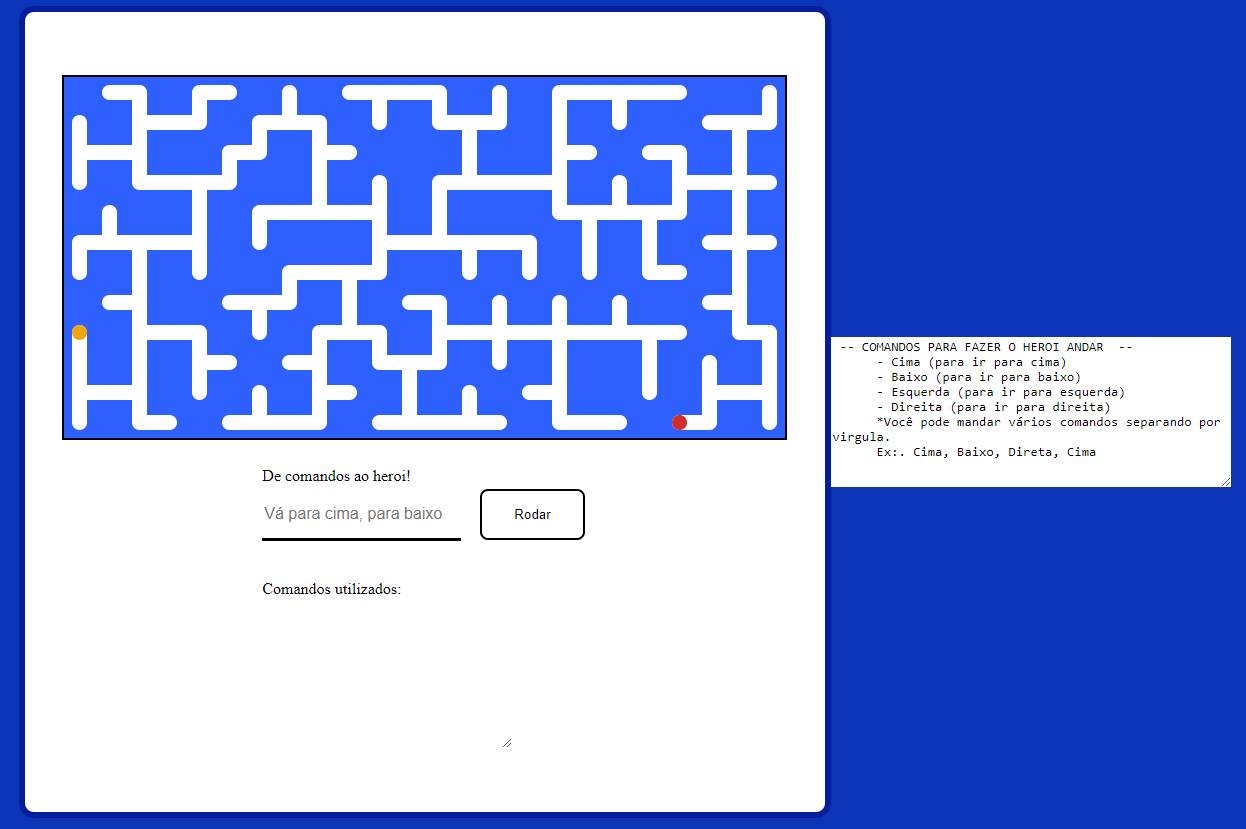 De comandos ao heroi!
Vá para cima, para baixo
Rodar
Comandos utilizados:
-- COMANDOS PARA FAZER O HEROI ANDAR  --
- Cima (para ir para cima)
- Baixo (para ir para baixo)
- Esquerda (para ir para esquerda)
- Direita (para ir para direita)
*Você pode mandar vários comandos separando por
virgula.
Ex:. Cima, Baixo, Direta, Cima